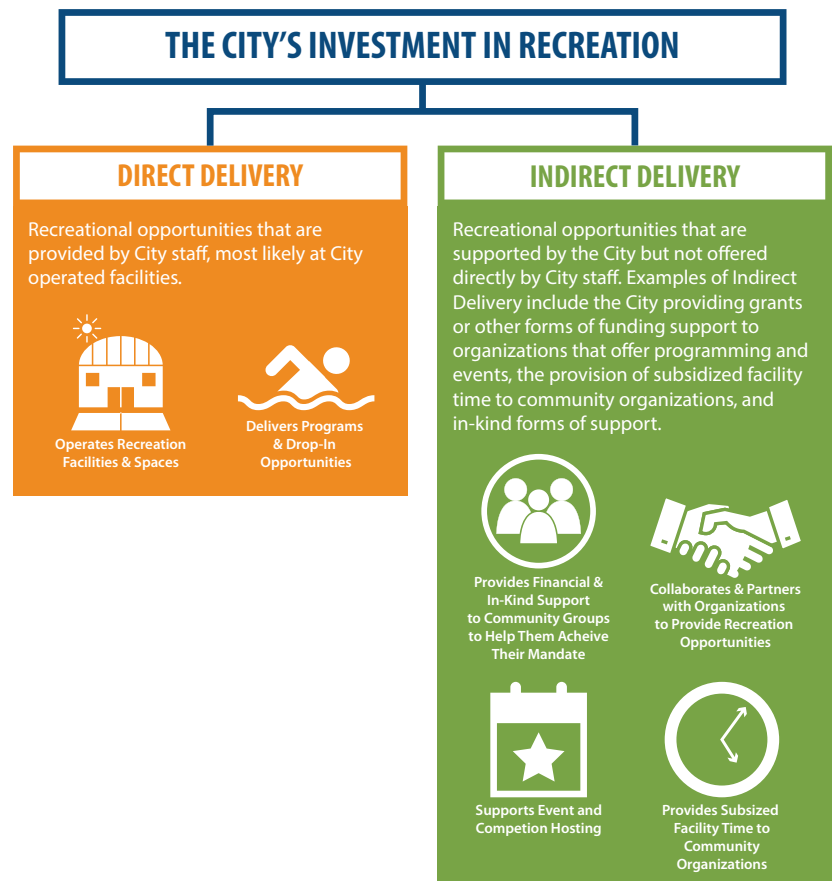 THE CITY'S INVESTMENT IN RECREATION
DIRECT DELIVERY
Recreational opportunities that are
provided by City staff, most likely at City
operated facilities.
Operates Recreation
Facilities & Spaces
Delivers Programs
& Drop-In
Opportunities
INDIRECT DELIVERY
Recreational opportunities that are
supported by the City but not offered
directly by City staff. Examples of Indirect
Delivery include the City providing grants
or other forms of funding support to
organizations that offer programming and
events, the provision of subsidized facility
time to community organizations, and
in-kind forms of support.
Provides Financial &
In-Kind Support
to Community Groups
to Help Them Acheive
Their Mandate
Collaborates & Partners
with Organizations
to Provide Recreation
Opportunities
Supports Event and
Competion Hosting
Provides Subsized
Facility Time to
Community
Organizations